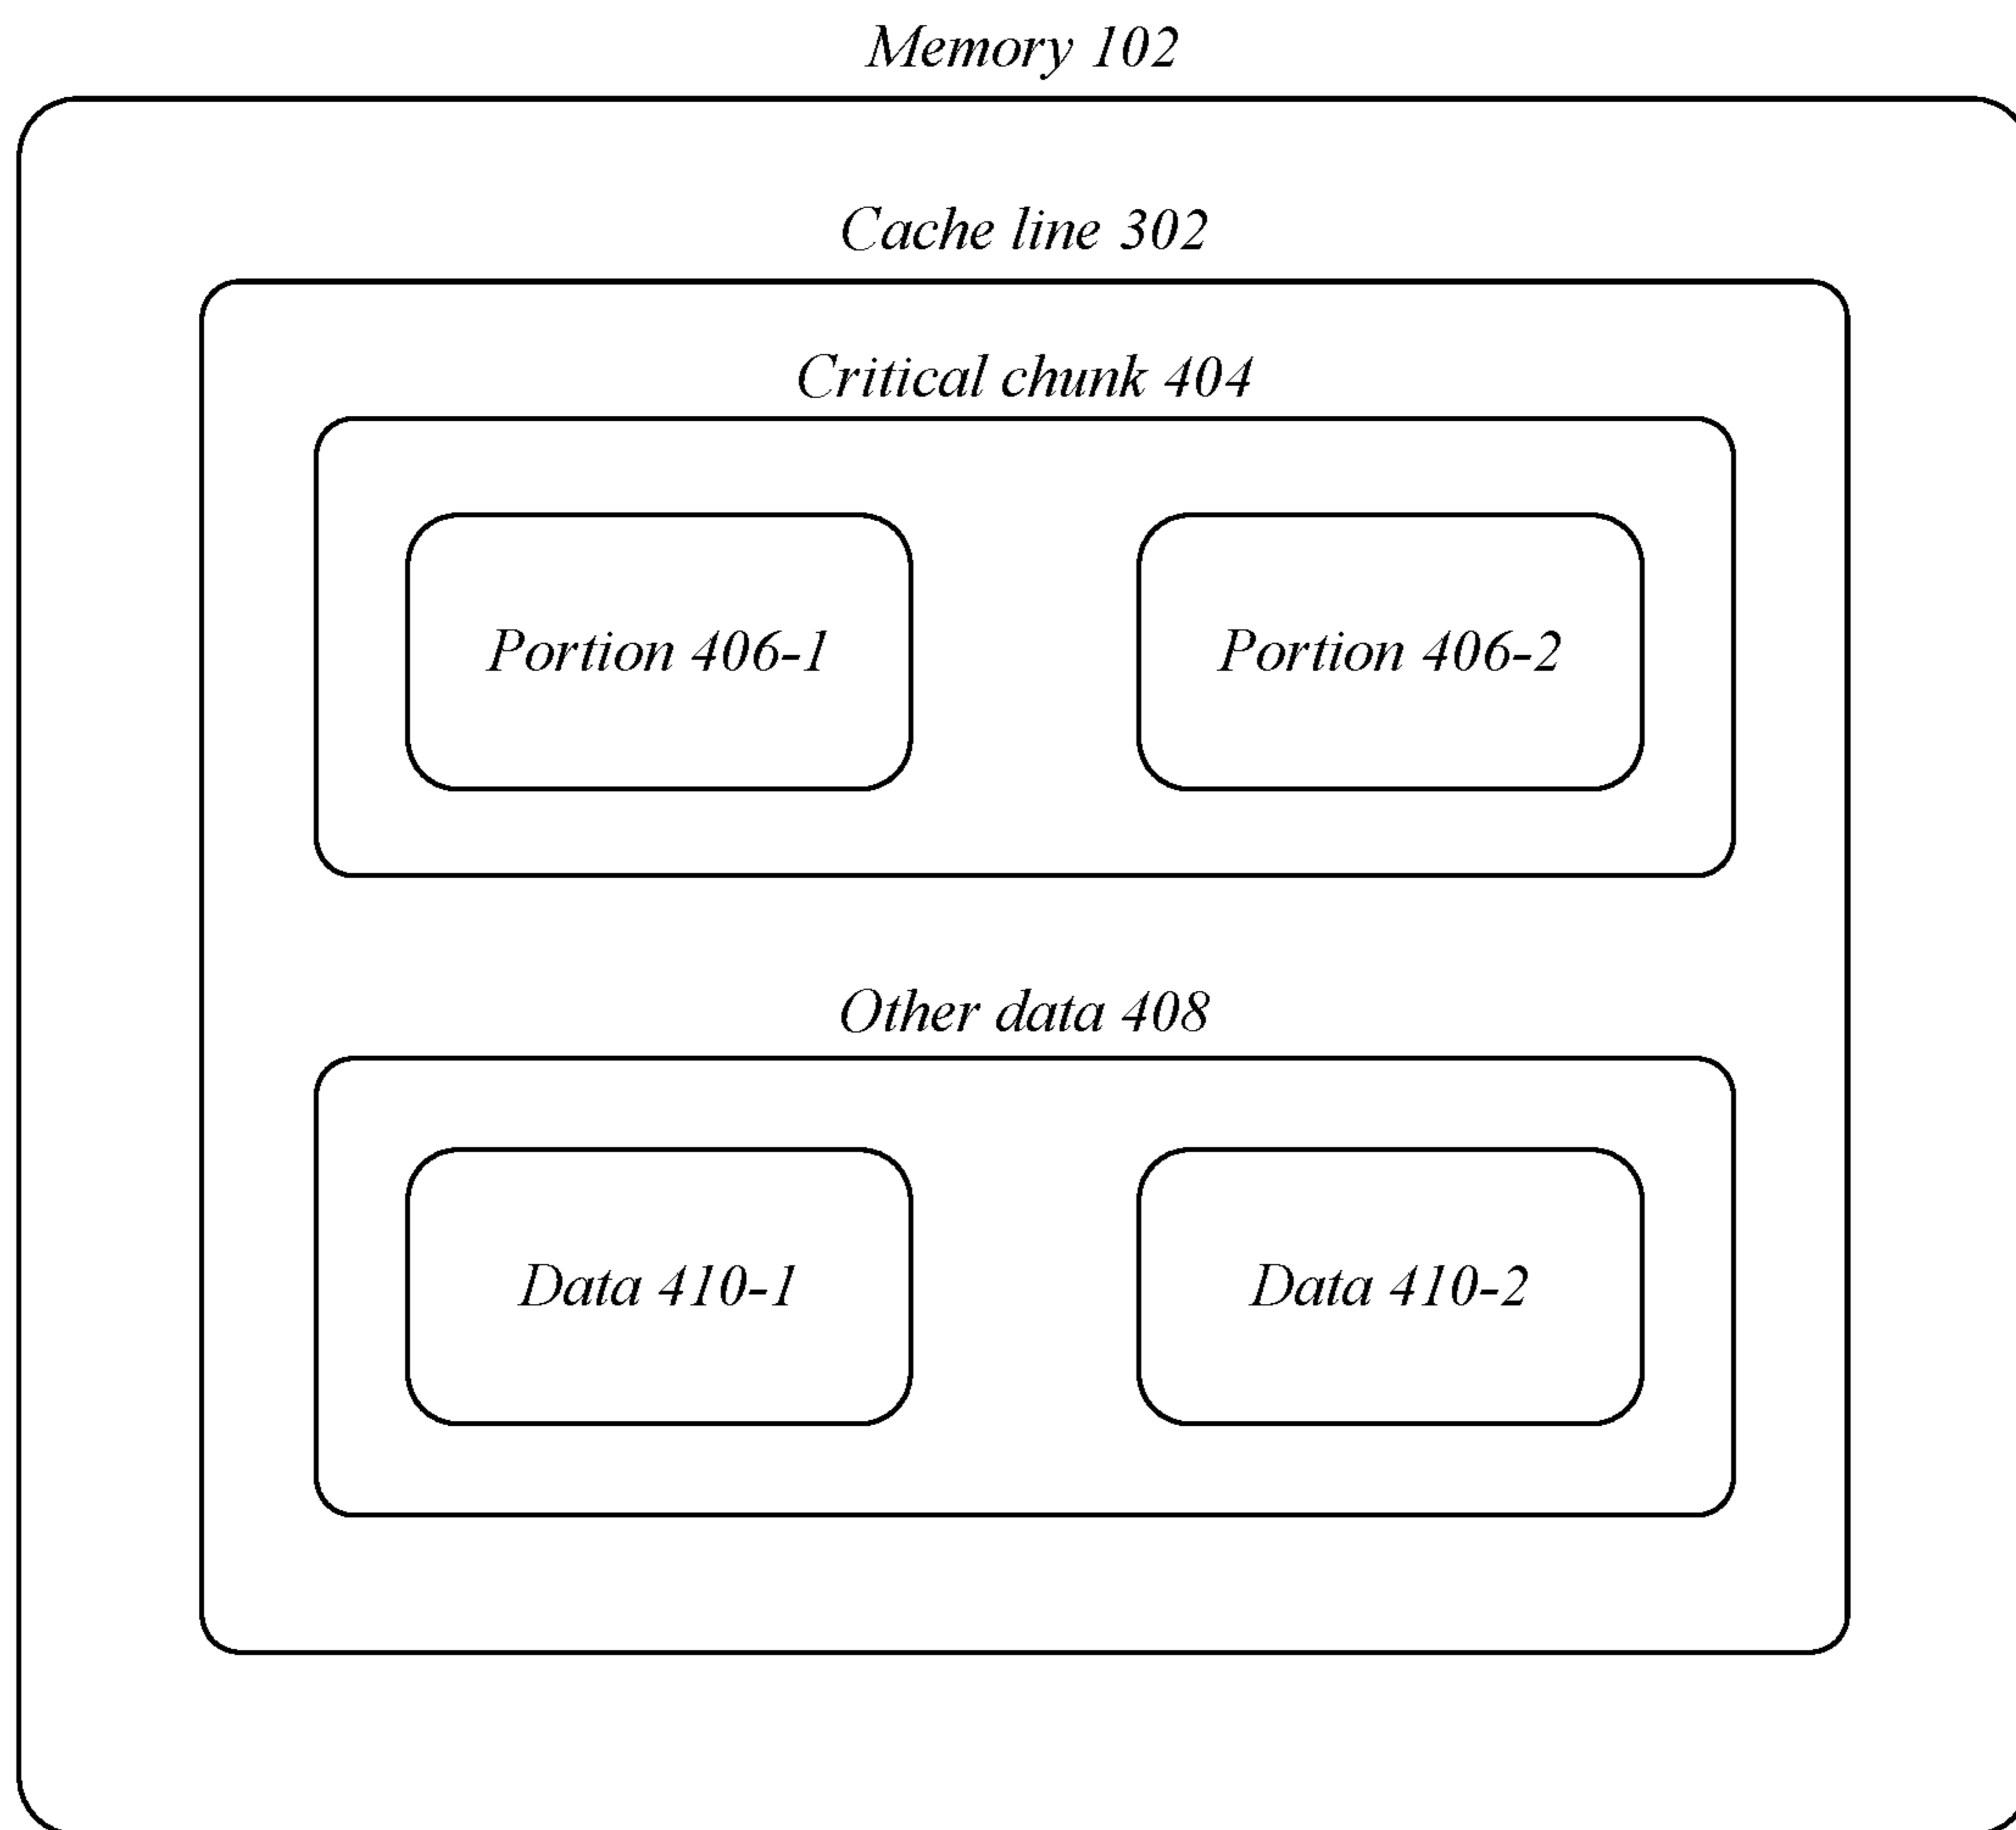 Memory 102
Cache line 302
Critical chunk 404
Portion 406-1
Portion 406-2
Other data 408
Data 410-1
Data 410-2